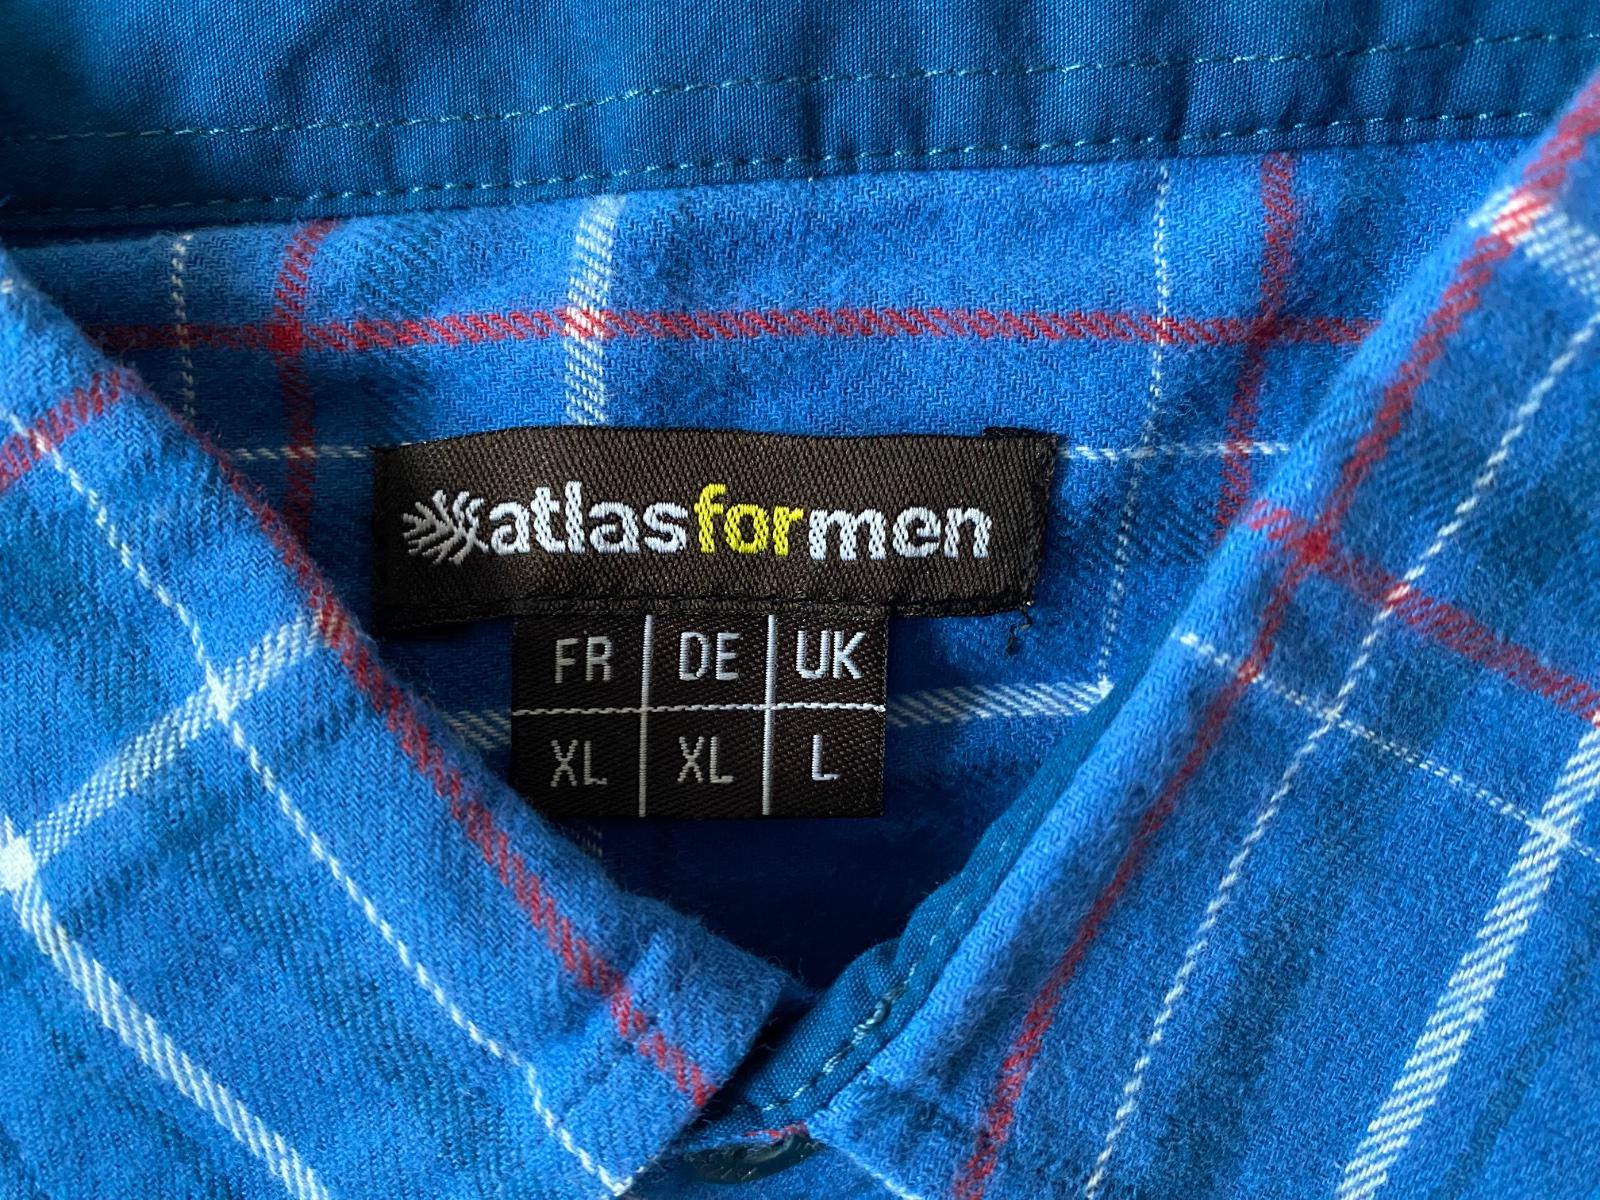 atlasformen
FR DE UK
XL XL L